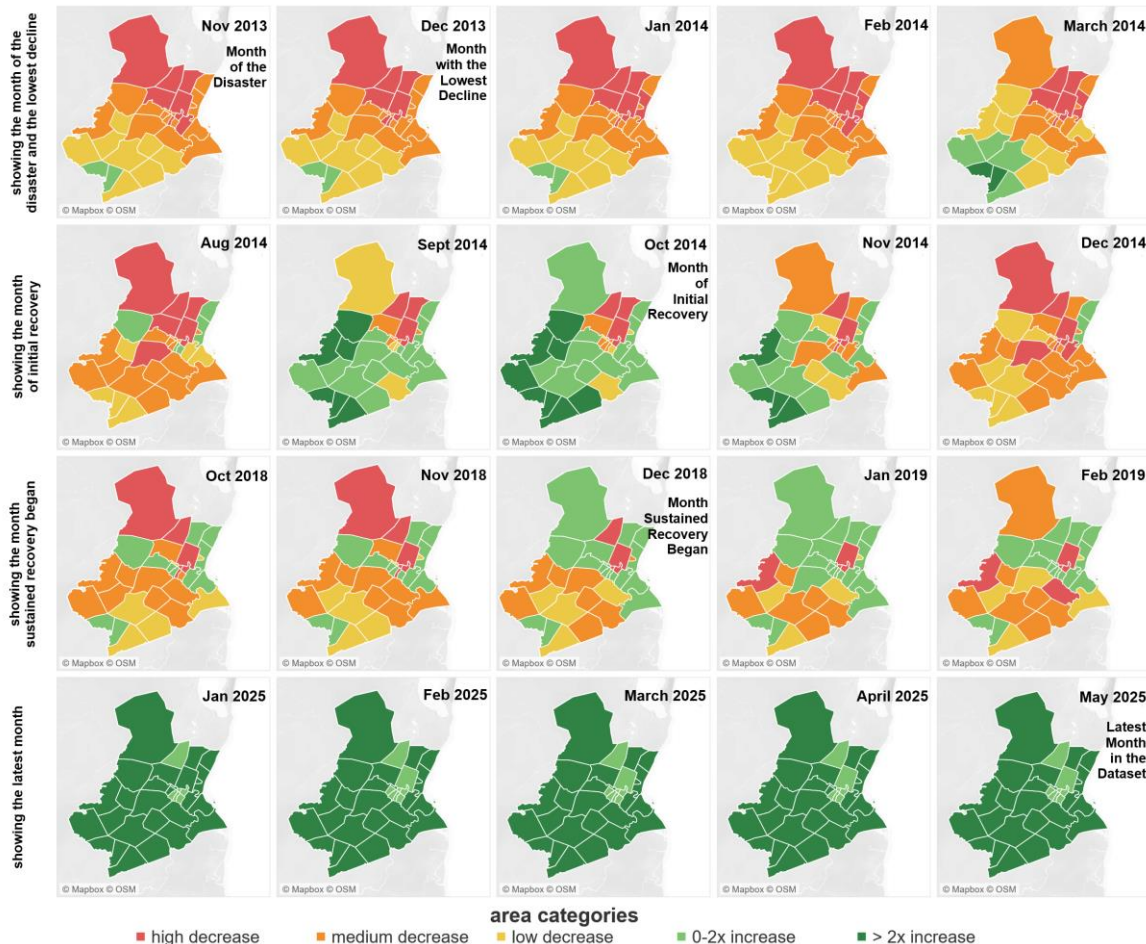 showing the month of the
disaster and the lowest decline
Nov 2013
Month
of the
Disaster
© Mapbox © OSM
Dec 2013
Month
with the
Lowest
Decline
© Mapbox © OSM
Jan 2014
© Mapbox © OSM
Feb 2014
© Mapbox © OSM
March 2014
© Mapbox © OSM
showing the month
of initial recovery
Aug 2014
© Mapbox © OSM
Sept 2014
© Mapbox © OSM
Oct 2014
Month
of
Initial
Recovery
© Mapbox © OSM
Nov 2014
© Mapbox © OSM
Dec 2014
© Mapbox © OSM
showing the month
sustained recovery began
Oct 2018
© Mapbox © OSM
Nov 2018
© Mapbox © OSM
Dec 2018
Month
Sustained
Recovery
Began
© Mapbox © OSM
Jan 2019
© Mapbox © OSM
Feb 2019
© Mapbox © OSM
showing the latest month
Jan 2025
© Mapbox © OSM
Feb 2025
© Mapbox © OSM
March 2025
© Mapbox © OSM
April 2025
© Mapbox © OSM
May 2025
Latest
Month
in the
Dataset
© Mapbox © OSM
area categories
high decrease
medium decrease
low decrease
0-2x increase
> 2x increase